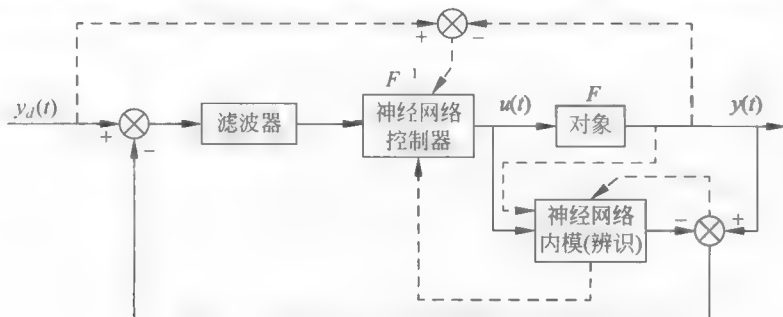 + −
F ¹ F
y_d(t) u(t) y(t)
滤波器
神经网络
控制器
对象
+
−
神经网络
内模(辨识)
− +